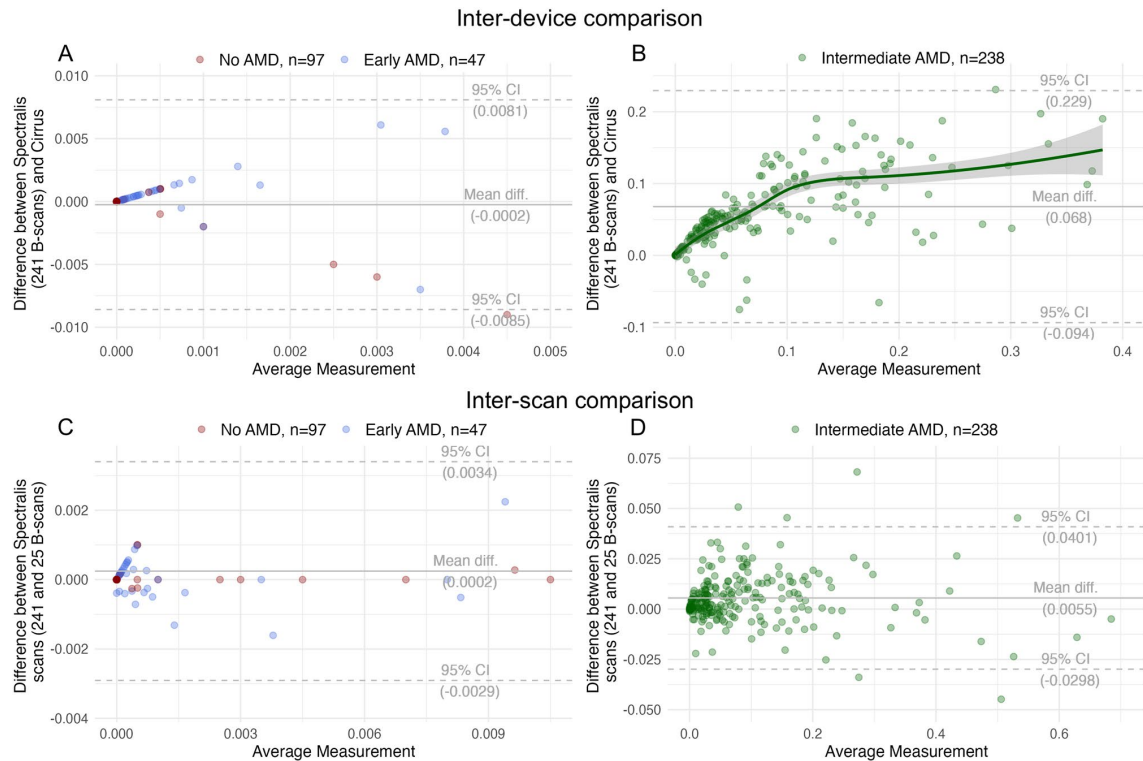 Inter-device comparison
A
No AMD, n=97
Early AMD, n=47
Difference between Spectralis
(241 B-scans) and Cirrus
0.010
0.005
0.000
-0.005
-0.010
95% CI
(0.0081)
Mean diff.
(-0.0002)
95% CI
(-0.0085)
0.000
0.001
0.002
0.003
0.004
0.005
Average Measurement
B
Intermediate AMD, n=238
Difference between Spectralis
(241 B-scans) and Cirrus
0.2
0.1
0.0
-0.1
95% CI
(0.229)
Mean diff.
(0.068)
95% CI
(-0.094)
0.0
0.1
0.2
0.3
0.4
Average Measurement
Inter-scan comparison
C
No AMD, n=97
Early AMD, n=47
Difference between Spectralis
scans (241 and 25 B-scans)
0.002
0.000
-0.002
-0.004
95% CI
(0.0034)
Mean diff.
(0.0002)
95% CI
(-0.0029)
0.000
0.003
0.006
0.009
Average Measurement
D
Intermediate AMD, n=238
Difference between Spectralis
scans (241 and 25 B-scans)
0.075
0.050
0.025
0.000
-0.025
-0.050
95% CI
(0.0401)
Mean diff.
(0.0055)
95% CI
(-0.0298)
0.0
0.2
0.4
0.6
Average Measurement